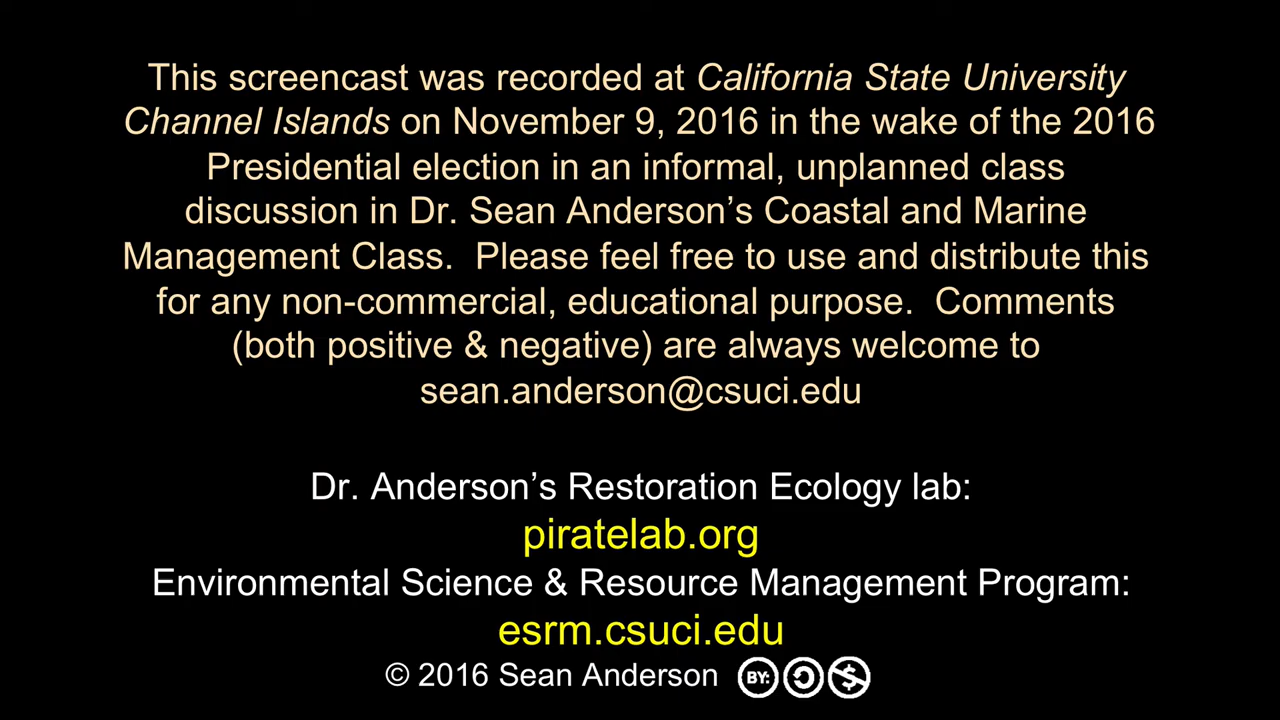 This screencast was recorded at California State University
Channel Islands on November 9, 2016 in the wake of the 2016
Presidential election in an informal, unplanned class
discussion in Dr. Sean Anderson’s Coastal and Marine
Management Class.  Please feel free to use and distribute this
for any non-commercial, educational purpose.  Comments
(both positive & negative) are always welcome to
sean.anderson@csuci.edu
Dr. Anderson’s Restoration Ecology lab:
piratelab.org
Environmental Science & Resource Management Program:
esrm.csuci.edu
© 2016 Sean Anderson BY: